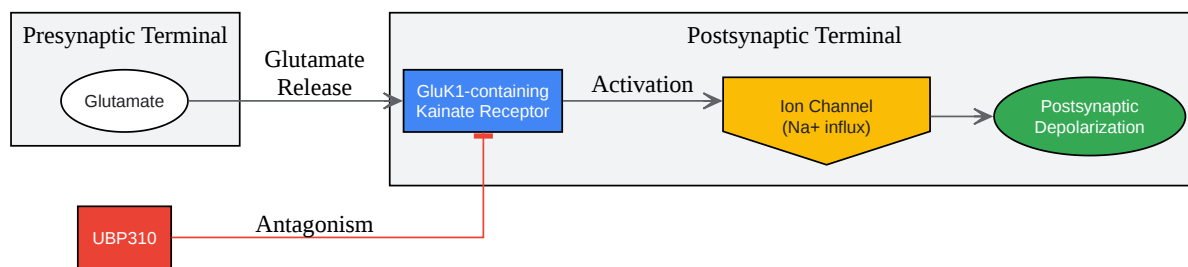 Presynaptic Terminal
Postsynaptic Terminal
Glutamate
Glutamate
Release
GluK1-containing
Kainate Receptor
Activation
Ion Channel
(Na+ influx)
Postsynaptic
Depolarization
UBP310
Antagonism